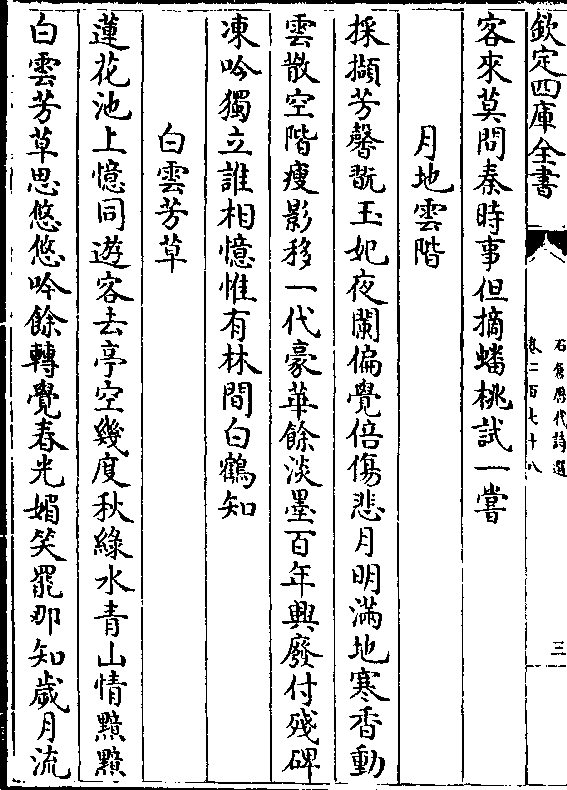 欽定四庫全書
石倉歷代詩選
卷二百七十八
三
客來莫問秦時事但摘蟠桃試一嘗
月地雲階
採擷芳馨翫玉妃夜闌偏覺倍傷悲月明滿地寒香動
雲散空階瘦影移一代豪華餘淡墨百年興廢付殘碑
凍吟獨立誰相憶惟有林間白鶴知
白雲芳草
蓮花池上憶同遊客去亭空幾度秋綠水青山情黯黯
白雲芳草思悠悠吟餘轉覺春光媚笑罷那知歲月流